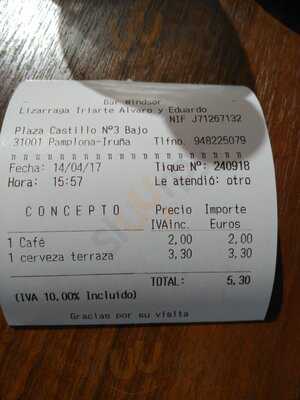 Bar Windsor
Lizarraga Iriarte Alvaro y Eduardo
NIF J71267132
Plaza Castillo Nº3 Bajo
31001 Pamplona-Iruña Tlfno. 948225079
Fecha: 14/04/17 Tique Nº: 240918
Hora: 15:57 Le atendió: otro
CONCEPTO Precio Importe
IVAinc. Euros
1 Café 2,00 2,00
1 cerveza terraza 3,30 3,30
TOTAL: 5,30
(IVA 10,00% Incluido)
Gracias por su visita